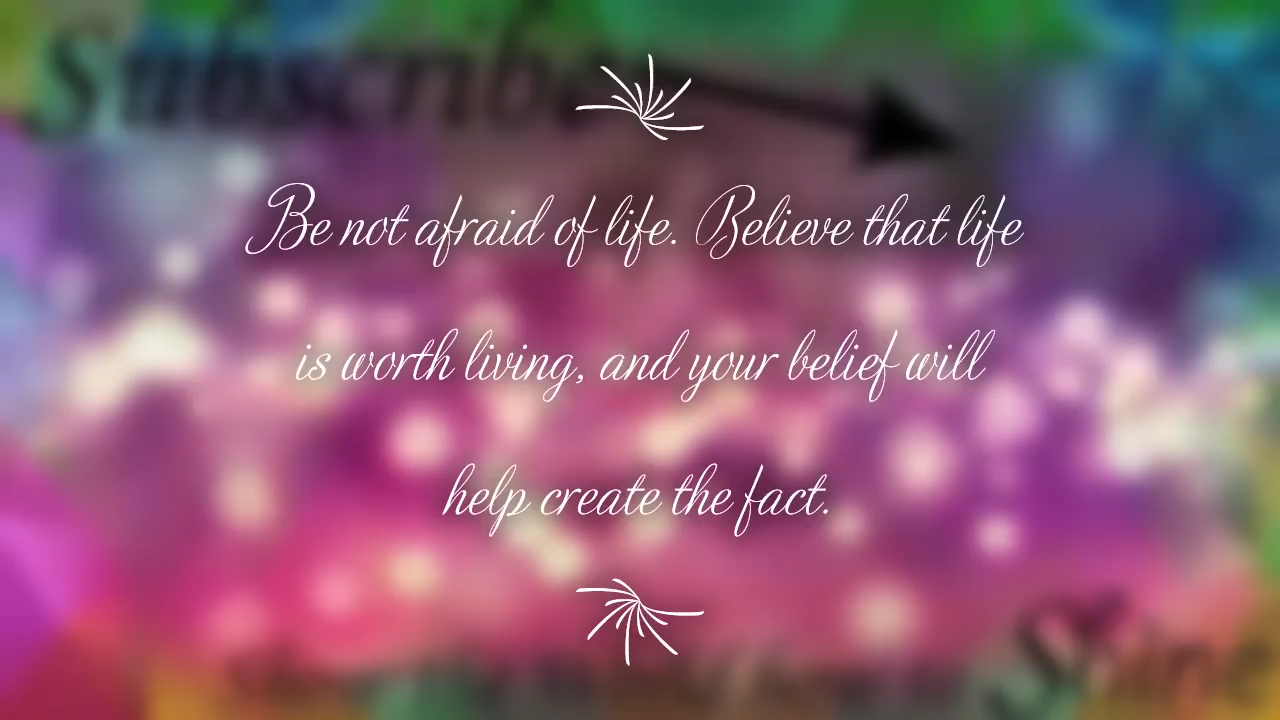 Subscribe
Be not afraid of life. Believe that life
is worth living, and your belief will
help create the fact.